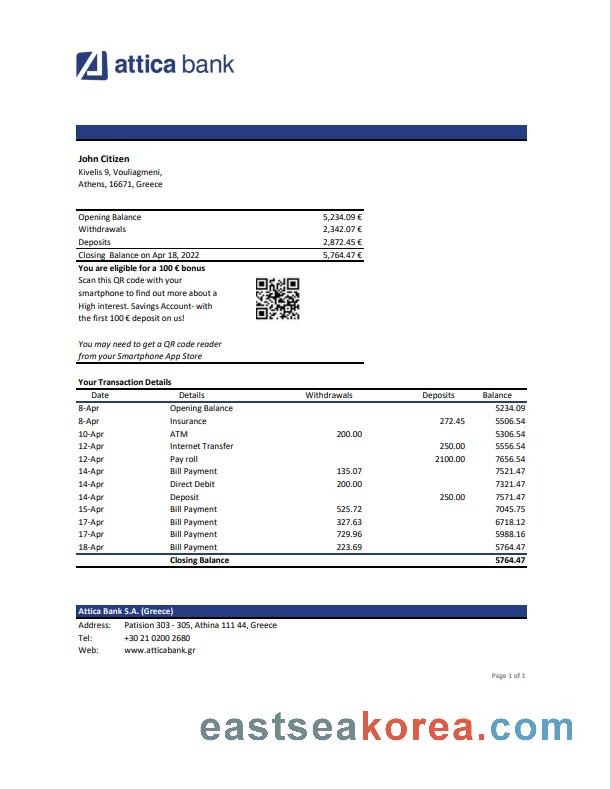 attica bank
John Citizen
Kivelis 9, Vouliagmeni,
Athens, 16671, Greece
Opening Balance 5,234.09 €
Withdrawals 2,342.07 €
Deposits 2,872.45 €
Closing Balance on Apr 18, 2022 5,764.47 €
You are eligible for a 100 € bonus
Scan this QR code with your
smartphone to find out more about a
High interest. Savings Account- with
the first 100 € deposit on us!
You may need to get a QR code reader
from your Smartphone App Store
Your Transaction Details
Date Details Withdrawals Deposits Balance
8-Apr Opening Balance 5234.09
8-Apr Insurance 272.45 5506.54
10-Apr ATM 200.00 5306.54
12-Apr Internet Transfer 250.00 5556.54
12-Apr Pay roll 2100.00 7656.54
14-Apr Bill Payment 135.07 7521.47
14-Apr Direct Debit 200.00 7321.47
14-Apr Deposit 250.00 7571.47
15-Apr Bill Payment 525.72 7045.75
17-Apr Bill Payment 327.63 6718.12
17-Apr Bill Payment 729.96 5988.16
18-Apr Bill Payment 223.69 5764.47
Closing Balance 5764.47
Attica Bank S.A. (Greece)
Address: Patision 303 - 305, Athina 111 44, Greece
Tel: +30 21 0200 2680
Web: www.atticabank.gr
Page 1 of 1
eastseakorea.com